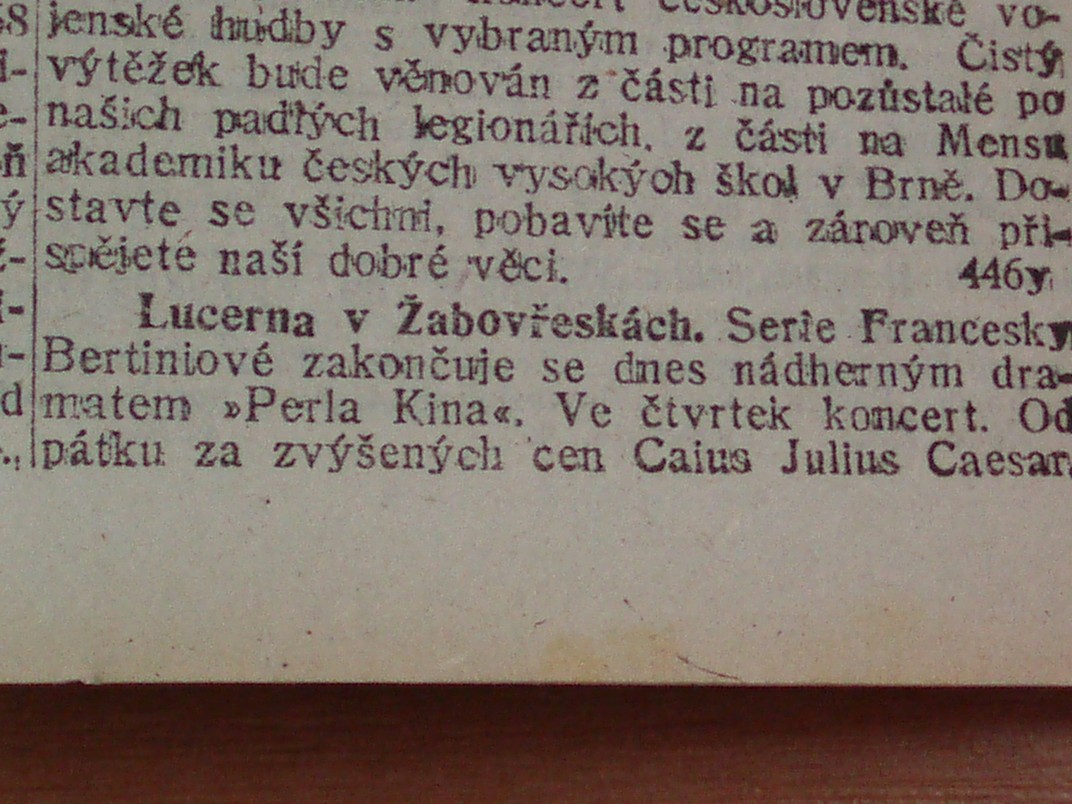 československé vo-
jenské hudby s vybraným programem. Čistý
výtěžek bude věnován z části na pozůstalé po
našich padlých legionářích, z části na Mensu
akademiku českých vysokých škol v Brně. Do-
stavte se všichni, pobavíte se a zároveň při-
spějete naší dobré věci. 446y
Lucerna v Žabovřeskách. Serie Francesky
Bertiniové zakončuje se dnes nádherným dra-
matem »Perla Kina«. Ve čtvrtek koncert. Od
pátku za zvýšených cen Caius Julius Caesar.